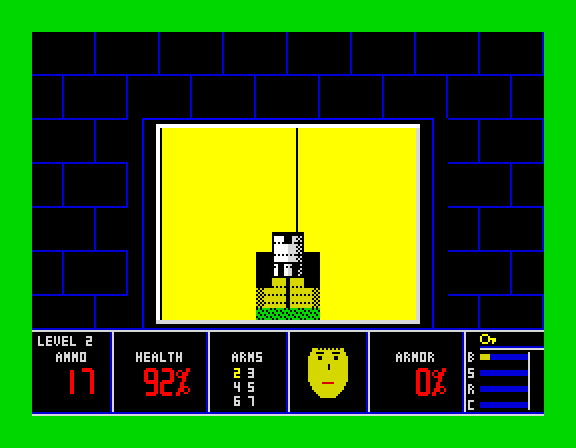 LEVEL 2
AMMO HEALTH ARMS ARMOR B
17 92% 2 3 0% S
4 5 R
6 7 C